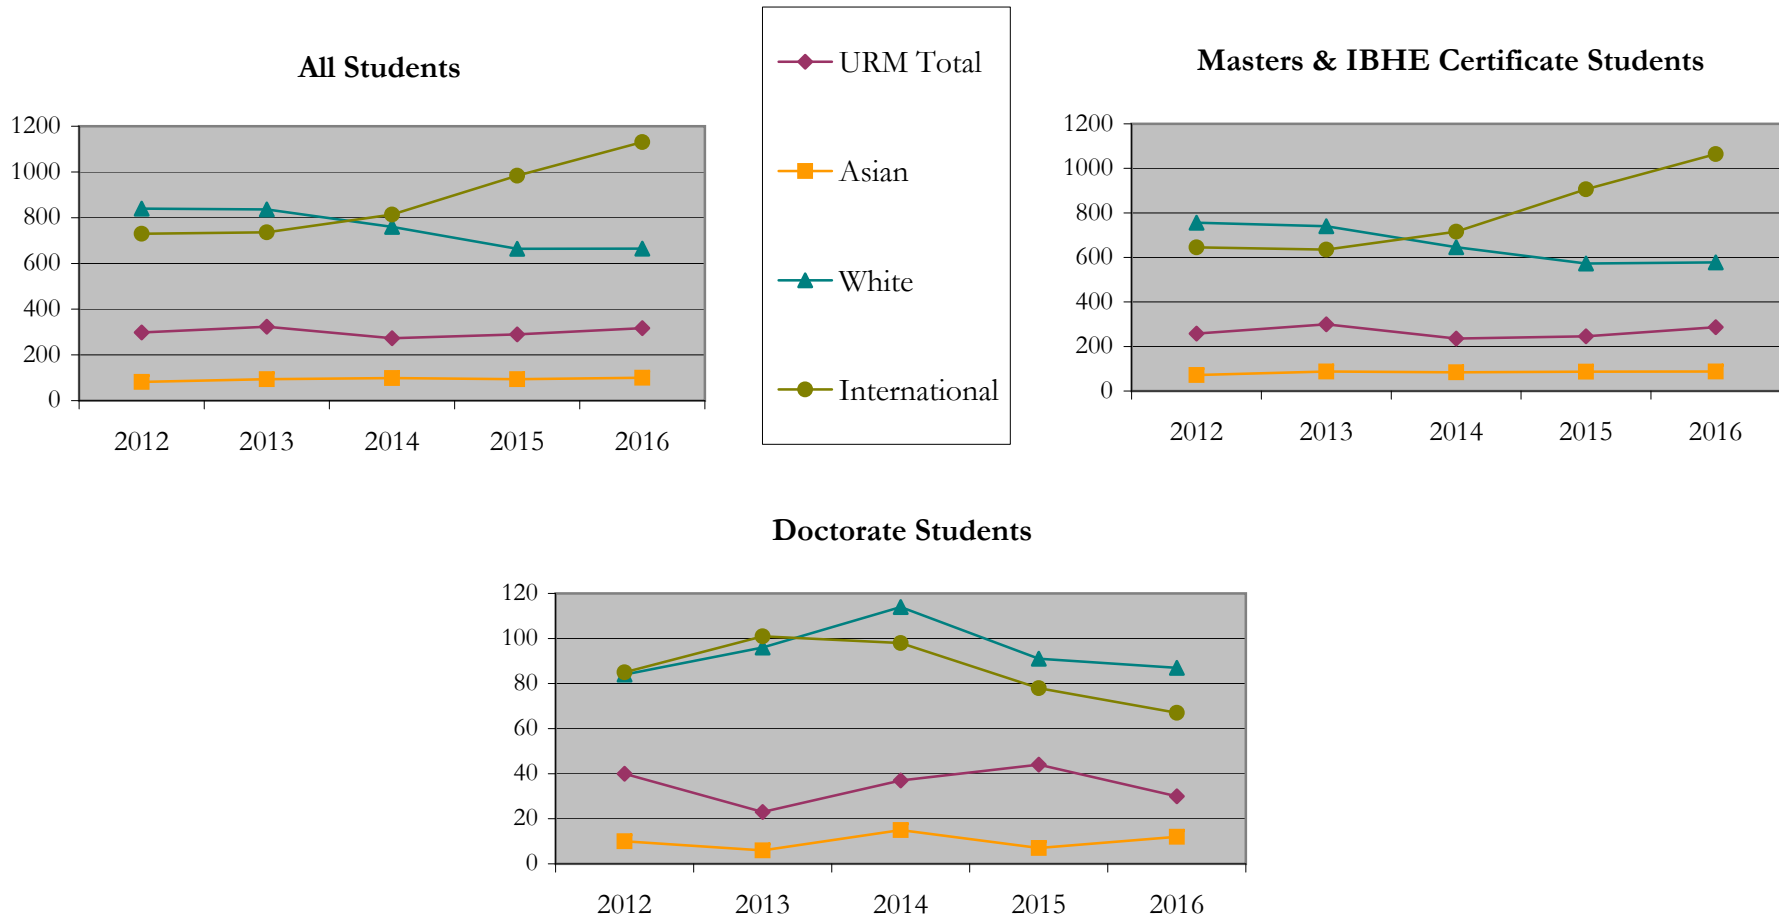 All Students
1200
1000
800
600
400
200
0
2012 2013 2014 2015 2016
URM Total
Asian
White
International
Masters & IBHE Certificate Students
1200
1000
800
600
400
200
0
2012 2013 2014 2015 2016
Doctorate Students
120
100
80
60
40
20
0
2012 2013 2014 2015 2016